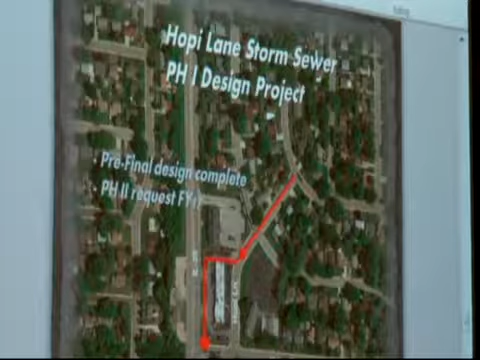 Hopi Lane Storm Sewer
PH I Design Project
- Pre-Final design complete
- PH II request FY